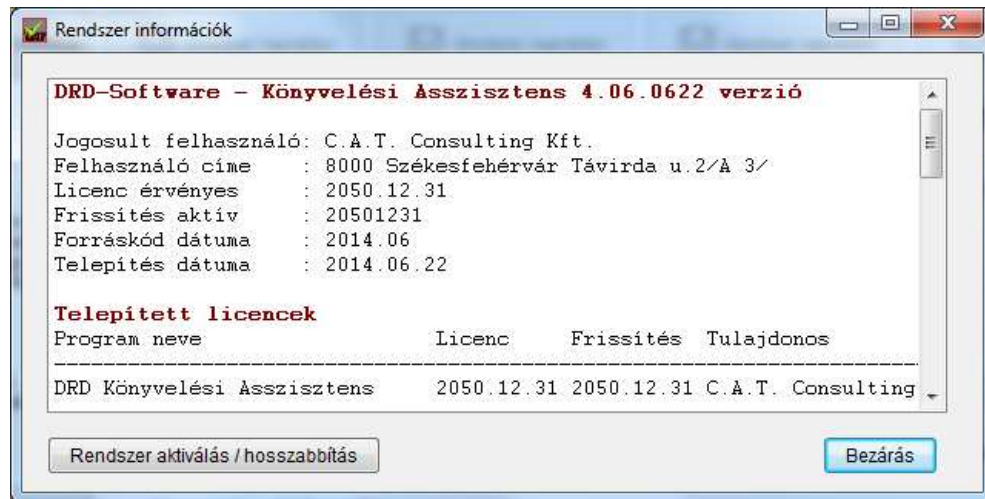 Rendszer információk
DRD-Software - Könyvelési Asszisztens 4.06.0622 verzió
Jogosult felhasználó: C.A.T. Consulting Kft.
Felhasználó címe : 8000 Székesfehérvár Távirda u.2/A 3/
Licenc érvényes : 2050.12.31
Frissítés aktív : 20501231
Forráskód dátuma : 2014.06
Telepítés dátuma : 2014.06.22
Telepített licencek
Program neve Licenc Frissítés Tulajdonos
DRD Könyvelési Asszisztens 2050.12.31 2050.12.31 C.A.T. Consulting
Rendszer aktiválás / hosszabbítás Bezárás